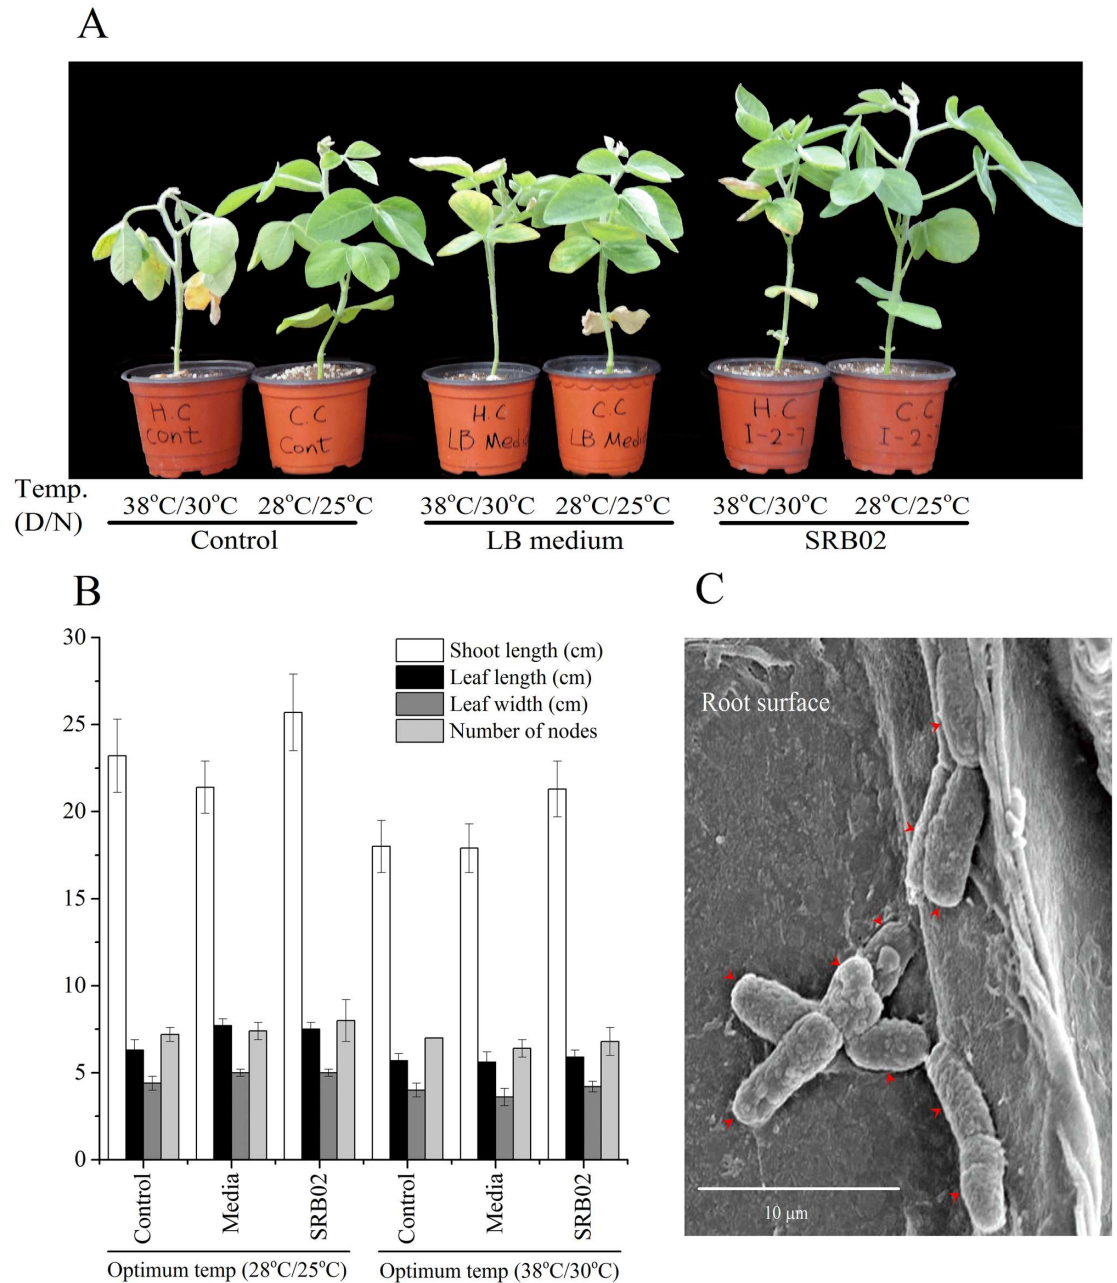 A
H.C
Cont
C.C
Cont
H.C
LB Medi
C.C
LB Medi
H.C
I-2-7
C.C
I-2-
Temp.
(D/N)
38°C/30°C 28°C/25°C 38°C/30°C 28°C/25°C 38°C/30°C 28°C/25°C
Control LB medium SRB02
B
30
25
20
15
10
5
0
Shoot length (cm)
Leaf length (cm)
Leaf width (cm)
Number of nodes
Control
Media
SRB02
Control
Media
SRB02
Optimum temp (28°C/25°C)
Optimum temp (38°C/30°C)
C
Root surface
10 μm